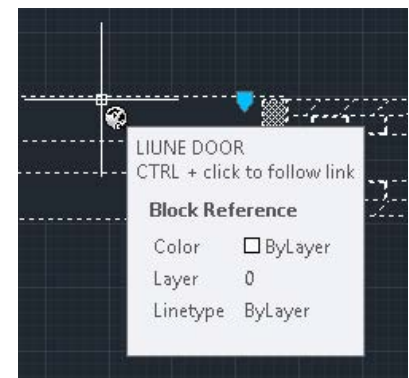 LIUNE DOOR
CTRL + click to follow link
Block Reference
Color ByLayer
Layer 0
Linetype ByLayer